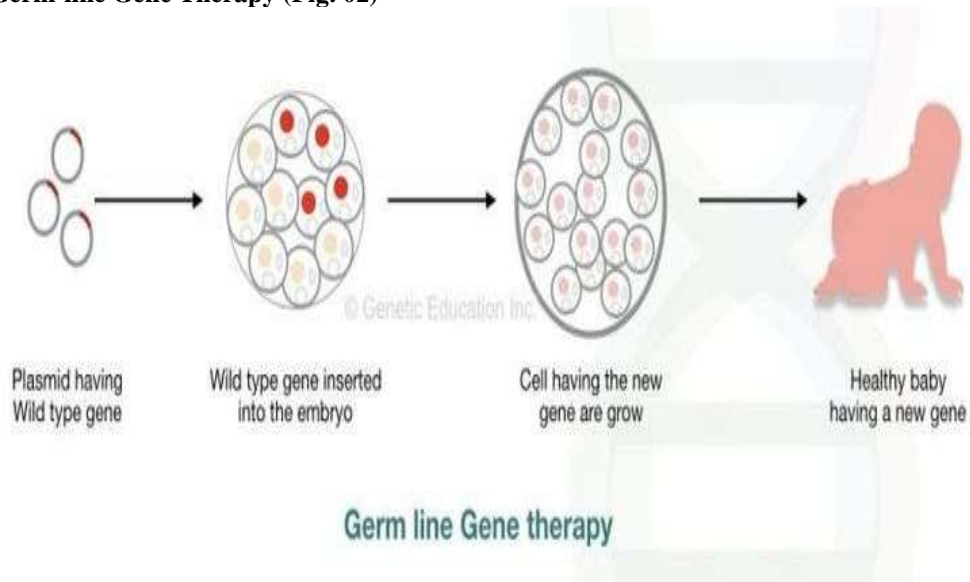 Germ line Gene Therapy (Fig. 02)
© Genetic Education Inc.
Plasmid having
Wild type gene
Wild type gene inserted
into the embryo
Cell having the new
gene are grow
Healthy baby
having a new gene
Germ line Gene therapy